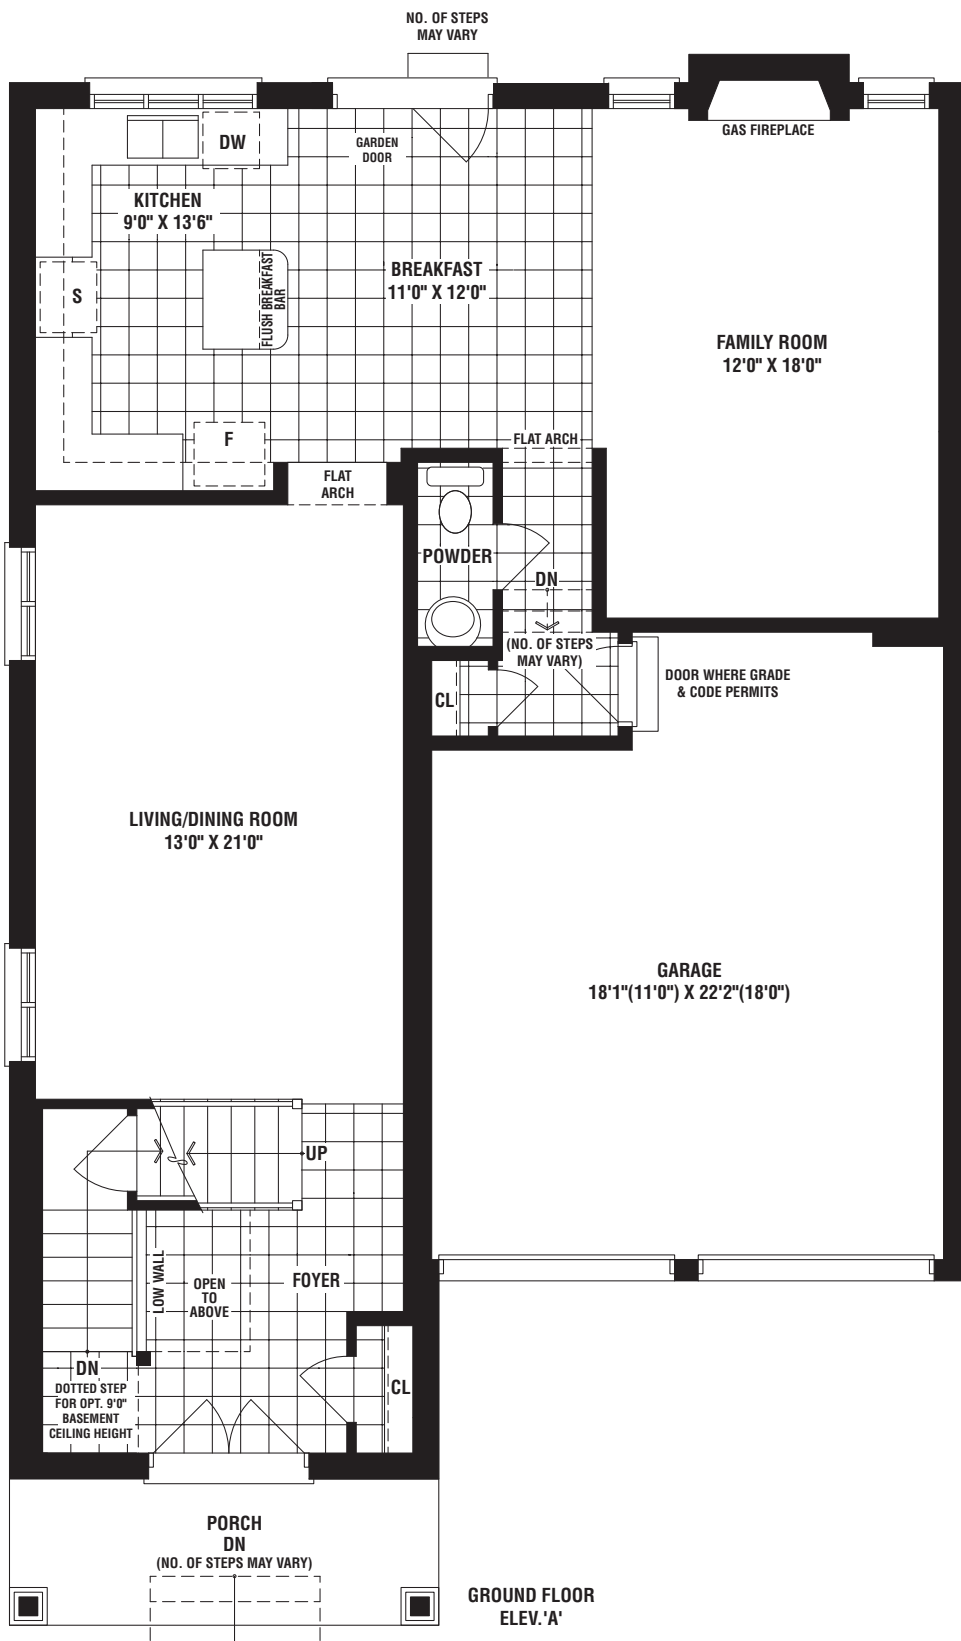 NO. OF STEPS
MAY VARY
GAS FIREPLACE
DW
GARDEN
DOOR
KITCHEN
9'0" X 13'6"
BREAKFAST
11'0" X 12'0"
S
FLUSH BREAKFAST
BAR
FAMILY ROOM
12'0" X 18'0"
F
FLAT ARCH
FLAT
ARCH
POWDER
DN
(NO. OF STEPS
MAY VARY)
CL
DOOR WHERE GRADE
& CODE PERMITS
LIVING/DINING ROOM
13'0" X 21'0"
GARAGE
18'1"(11'0") X 22'2"(18'0")
UP
LOW WALL
OPEN
TO
ABOVE
FOYER
DN
DOTTED STEP
FOR OPT. 9'0"
BASEMENT
CEILING HEIGHT
CL
PORCH
DN
(NO. OF STEPS MAY VARY)
GROUND FLOOR
ELEV.'A'